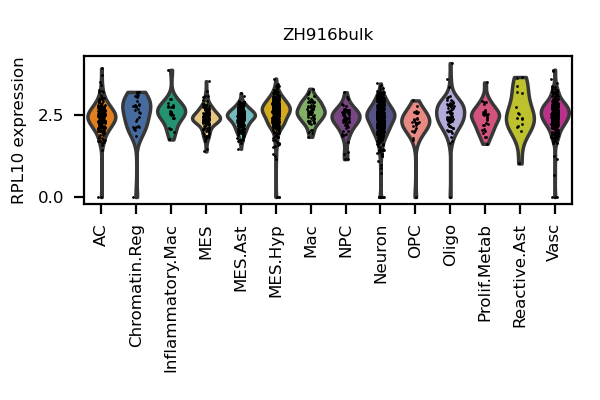 ZH916bulk
RPL10 expression
2.5
0.0
AC
Chromatin.Reg
Inflammatory.Mac
MES
MES.Ast
MES.Hyp
Mac
NPC
Neuron
OPC
Oligo
Prolif.Metab
Reactive.Ast
Vasc